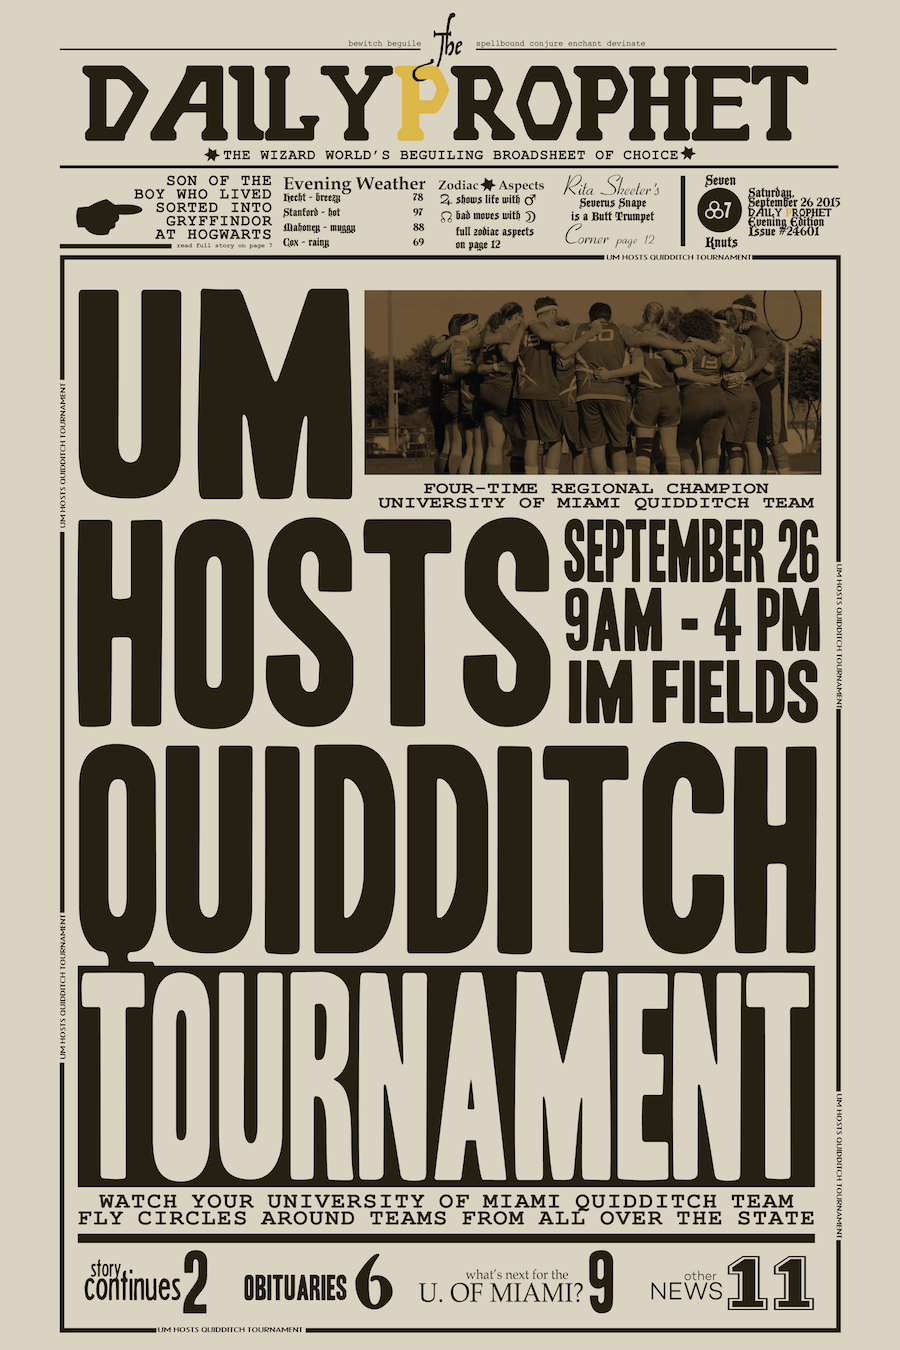 bewitch beguile the spellbound conjure enchant devinate
DAILY PROPHET
THE WIZARD WORLD'S BEGUILING BROADSHEET OF CHOICE
SON OF THE
BOY WHO LIVED
SORTED INTO
GRYFFINDOR
AT HOGWARTS
read full story on page 7
Evening Weather
Hecht - breezy 78
Stanford - hot 97
Mahoney - muggy 88
Cox - rainy 69
Zodiac Aspects
♃ shows life with ♂
☊ bad moves with ☽
full zodiac aspects
on page 12
Rita Skeeter's
Severus Snape
is a Butt Trumpet
Corner page 12
Seven
Knuts
Saturday,
September 26 2015
DAILY PROPHET
Evening Edition
Issue #24601
UM HOSTS QUIDDITCH TOURNAMENT
UM
FOUR-TIME REGIONAL CHAMPION
UNIVERSITY OF MIAMI QUIDDITCH TEAM
HOSTS
SEPTEMBER 26
9AM - 4 PM
IM FIELDS
QUIDDITCH
TOURNAMENT
WATCH YOUR UNIVERSITY OF MIAMI QUIDDITCH TEAM
FLY CIRCLES AROUND TEAMS FROM ALL OVER THE STATE
story
continues 2
OBITUARIES 6
what's next for the
U. OF MIAMI? 9
other
NEWS 11
UM HOSTS QUIDDITCH TOURNAMENT
UM HOSTS QUIDDITCH TOURNAMENT
UM HOSTS QUIDDITCH TOURNAMENT
UM HOSTS QUIDDITCH TOURNAMENT
UM HOSTS QUIDDITCH TOURNAMENT